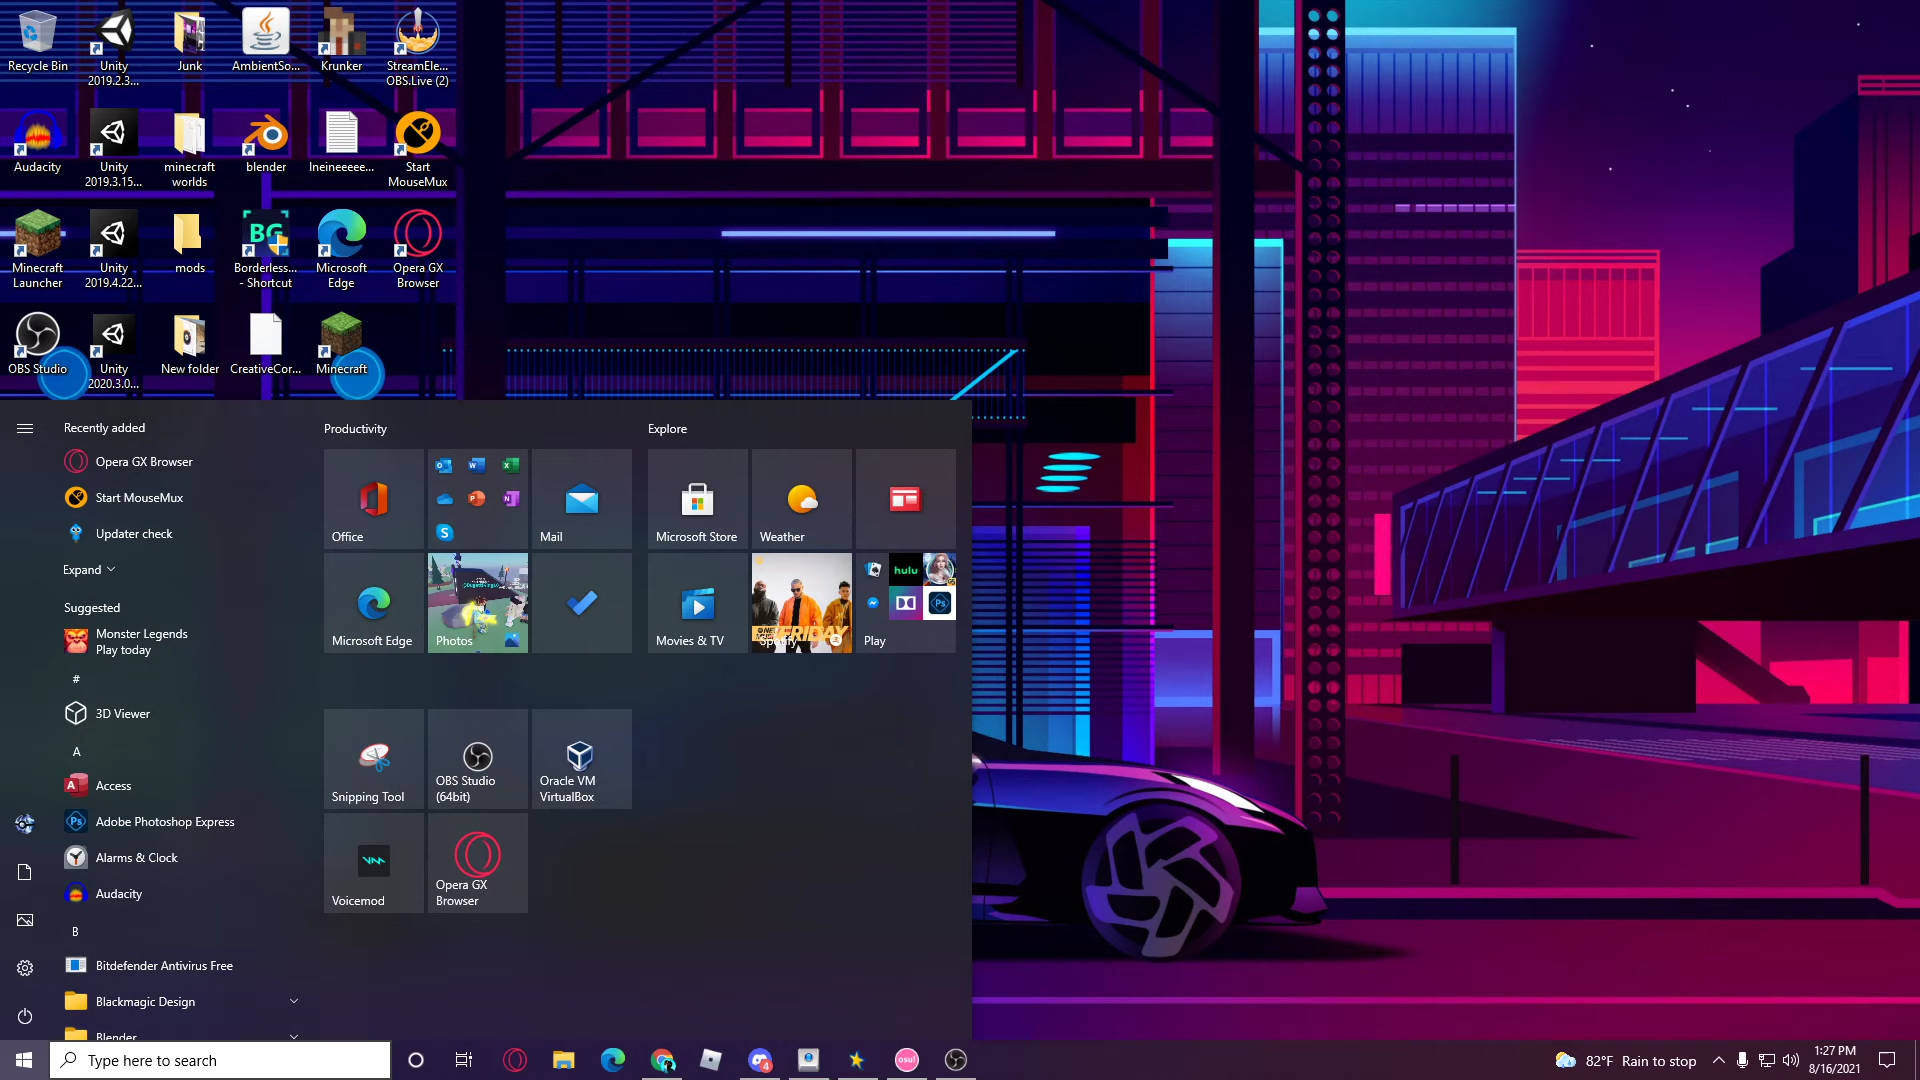 Recycle Bin
Unity
2019.2.3...
Junk
AmbientSo...
Krunker
StreamEle...
OBS.Live (2)
Audacity
Unity
2019.3.15...
minecraft
worlds
blender
Ineineeeee...
Start
MouseMux
Minecraft
Launcher
Unity
2019.4.22...
mods
BG
Borderless...
- Shortcut
Microsoft
Edge
Opera GX
Browser
OBS Studio
Unity
2020.3.0...
New folder
CreativeCor...
Minecraft
Recently added
Opera GX Browser
Start MouseMux
Updater check
Expand
Suggested
Monster Legends
Play today
#
3D Viewer
A
Access
Adobe Photoshop Express
Alarms & Clock
Audacity
B
Bitdefender Antivirus Free
Blackmagic Design
Blender
Productivity
Office
Mail
Microsoft Edge
Photos
Snipping Tool
OBS Studio
(64bit)
Oracle VM
VirtualBox
Voicemod
Opera GX
Browser
Explore
Microsoft Store
Weather
Movies & TV
FRIDAY
Spotify
hulu
Ps
Play
Type here to search
4
osu!
82°F Rain to stop
1:27 PM
8/16/2021